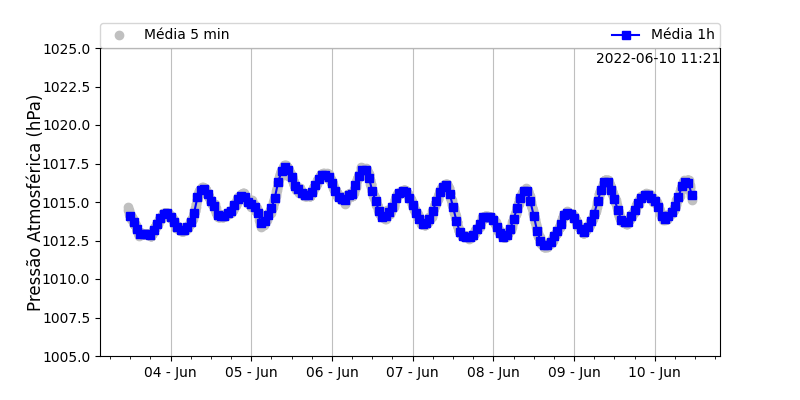 Média 5 min
Média 1h
2022-06-10 11:21
Pressão Atmosférica (hPa)
1025.0
1022.5
1020.0
1017.5
1015.0
1012.5
1010.0
1007.5
1005.0
04 - Jun
05 - Jun
06 - Jun
07 - Jun
08 - Jun
09 - Jun
10 - Jun